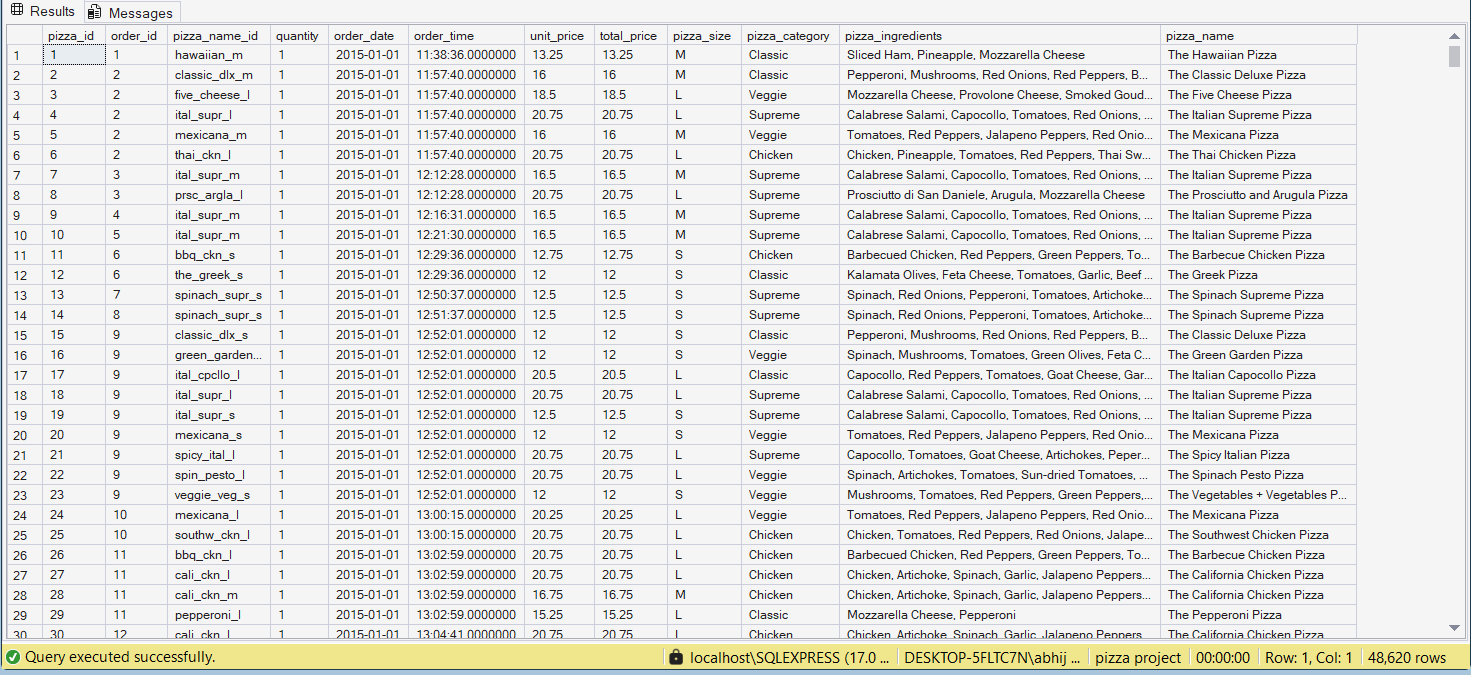 Results Messages
pizza_id order_id pizza_name_id quantity order_date order_time unit_price total_price pizza_size pizza_category pizza_ingredients pizza_name
1 1 1 hawaiian_m 1 2015-01-01 11:38:36.0000000 13.25 13.25 M Classic Sliced Ham, Pineapple, Mozzarella Cheese The Hawaiian Pizza
2 2 2 classic_dlx_m 1 2015-01-01 11:57:40.0000000 16 16 M Classic Pepperoni, Mushrooms, Red Onions, Red Peppers, B... The Classic Deluxe Pizza
3 3 2 five_cheese_l 1 2015-01-01 11:57:40.0000000 18.5 18.5 L Veggie Mozzarella Cheese, Provolone Cheese, Smoked Goud... The Five Cheese Pizza
4 4 2 ital_supr_l 1 2015-01-01 11:57:40.0000000 20.75 20.75 L Supreme Calabrese Salami, Capocollo, Tomatoes, Red Onions, ... The Italian Supreme Pizza
5 5 2 mexicana_m 1 2015-01-01 11:57:40.0000000 16 16 M Veggie Tomatoes, Red Peppers, Jalapeno Peppers, Red Onio... The Mexicana Pizza
6 6 2 thai_ckn_l 1 2015-01-01 11:57:40.0000000 20.75 20.75 L Chicken Chicken, Pineapple, Tomatoes, Red Peppers, Thai Sw... The Thai Chicken Pizza
7 7 3 ital_supr_m 1 2015-01-01 12:12:28.0000000 16.5 16.5 M Supreme Calabrese Salami, Capocollo, Tomatoes, Red Onions, ... The Italian Supreme Pizza
8 8 3 prsc_argla_l 1 2015-01-01 12:12:28.0000000 20.75 20.75 L Supreme Prosciutto di San Daniele, Arugula, Mozzarella Cheese The Prosciutto and Arugula Pizza
9 9 4 ital_supr_m 1 2015-01-01 12:16:31.0000000 16.5 16.5 M Supreme Calabrese Salami, Capocollo, Tomatoes, Red Onions, ... The Italian Supreme Pizza
10 10 5 ital_supr_m 1 2015-01-01 12:21:30.0000000 16.5 16.5 M Supreme Calabrese Salami, Capocollo, Tomatoes, Red Onions, ... The Italian Supreme Pizza
11 11 6 bbq_ckn_s 1 2015-01-01 12:29:36.0000000 12.75 12.75 S Chicken Barbecued Chicken, Red Peppers, Green Peppers, To... The Barbecue Chicken Pizza
12 12 6 the_greek_s 1 2015-01-01 12:29:36.0000000 12 12 S Classic Kalamata Olives, Feta Cheese, Tomatoes, Garlic, Beef ... The Greek Pizza
13 13 7 spinach_supr_s 1 2015-01-01 12:50:37.0000000 12.5 12.5 S Supreme Spinach, Red Onions, Pepperoni, Tomatoes, Artichoke... The Spinach Supreme Pizza
14 14 8 spinach_supr_s 1 2015-01-01 12:51:37.0000000 12.5 12.5 S Supreme Spinach, Red Onions, Pepperoni, Tomatoes, Artichoke... The Spinach Supreme Pizza
15 15 9 classic_dlx_s 1 2015-01-01 12:52:01.0000000 12 12 S Classic Pepperoni, Mushrooms, Red Onions, Red Peppers, B... The Classic Deluxe Pizza
16 16 9 green_garden... 1 2015-01-01 12:52:01.0000000 12 12 S Veggie Spinach, Mushrooms, Tomatoes, Green Olives, Feta C... The Green Garden Pizza
17 17 9 ital_cpcllo_l 1 2015-01-01 12:52:01.0000000 20.5 20.5 L Classic Capocollo, Red Peppers, Tomatoes, Goat Cheese, Gar... The Italian Capocollo Pizza
18 18 9 ital_supr_l 1 2015-01-01 12:52:01.0000000 20.75 20.75 L Supreme Calabrese Salami, Capocollo, Tomatoes, Red Onions, ... The Italian Supreme Pizza
19 19 9 ital_supr_s 1 2015-01-01 12:52:01.0000000 12.5 12.5 S Supreme Calabrese Salami, Capocollo, Tomatoes, Red Onions, ... The Italian Supreme Pizza
20 20 9 mexicana_s 1 2015-01-01 12:52:01.0000000 12 12 S Veggie Tomatoes, Red Peppers, Jalapeno Peppers, Red Onio... The Mexicana Pizza
21 21 9 spicy_ital_l 1 2015-01-01 12:52:01.0000000 20.75 20.75 L Supreme Capocollo, Tomatoes, Goat Cheese, Artichokes, Peper... The Spicy Italian Pizza
22 22 9 spin_pesto_l 1 2015-01-01 12:52:01.0000000 20.75 20.75 L Veggie Spinach, Artichokes, Tomatoes, Sun-dried Tomatoes, ... The Spinach Pesto Pizza
23 23 9 veggie_veg_s 1 2015-01-01 12:52:01.0000000 12 12 S Veggie Mushrooms, Tomatoes, Red Peppers, Green Peppers,... The Vegetables + Vegetables P...
24 24 10 mexicana_l 1 2015-01-01 13:00:15.0000000 20.25 20.25 L Veggie Tomatoes, Red Peppers, Jalapeno Peppers, Red Onio... The Mexicana Pizza
25 25 10 southw_ckn_l 1 2015-01-01 13:00:15.0000000 20.75 20.75 L Chicken Chicken, Tomatoes, Red Peppers, Red Onions, Jalape... The Southwest Chicken Pizza
26 26 11 bbq_ckn_l 1 2015-01-01 13:02:59.0000000 20.75 20.75 L Chicken Barbecued Chicken, Red Peppers, Green Peppers, To... The Barbecue Chicken Pizza
27 27 11 cali_ckn_l 1 2015-01-01 13:02:59.0000000 20.75 20.75 L Chicken Chicken, Artichoke, Spinach, Garlic, Jalapeno Peppers... The California Chicken Pizza
28 28 11 cali_ckn_m 1 2015-01-01 13:02:59.0000000 16.75 16.75 M Chicken Chicken, Artichoke, Spinach, Garlic, Jalapeno Peppers... The California Chicken Pizza
29 29 11 pepperoni_l 1 2015-01-01 13:02:59.0000000 15.25 15.25 L Classic Mozzarella Cheese, Pepperoni The Pepperoni Pizza
30 30 12 cali_ckn_l 1 2015-01-01 13:04:41.0000000 20.75 20.75 L Chicken Chicken, Artichoke, Spinach, Garlic, Jalapeno Peppers... The California Chicken Pizza
Query executed successfully. localhost\SQLEXPRESS (17.0 ... DESKTOP-5FLTC7N\abhij ... pizza project 00:00:00 Row: 1, Col: 1 48,620 rows